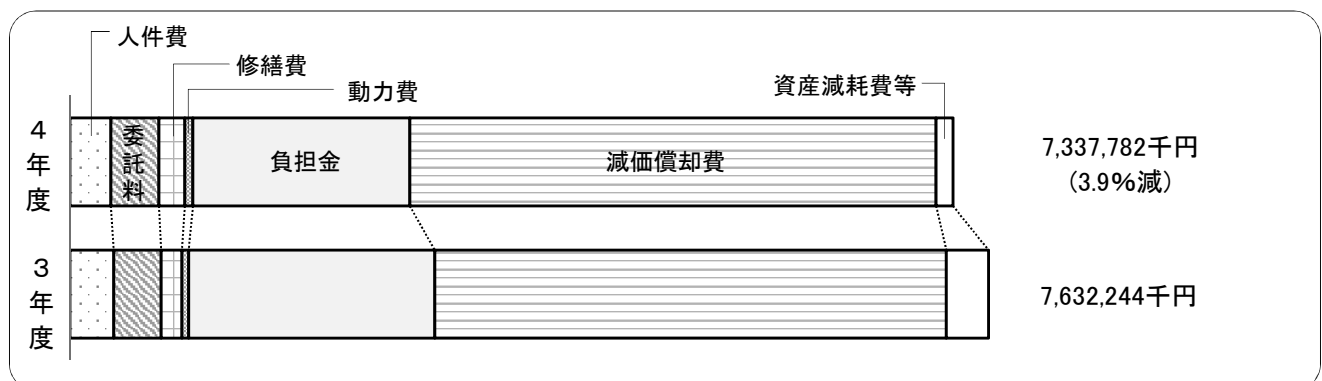 人件費
修繕費
動力費
資産減耗費等
4年度
委託料
負担金
減価償却費
7,337,782千円
(3.9%減)
3年度
7,632,244千円